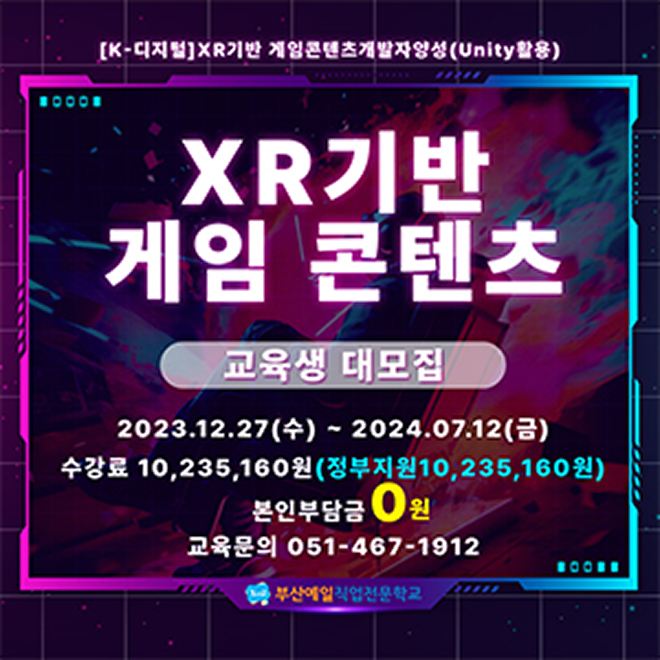 [K-디지털]XR기반 게임콘텐츠개발자양성(Unity활용)
XR기반
게임 콘텐츠
교육생 대모집
2023.12.27(수) ~ 2024.07.12(금)
수강료 10,235,160원(정부지원10,235,160원)
본인부담금 0원
교육문의 051-467-1912
부산예일직업전문학교